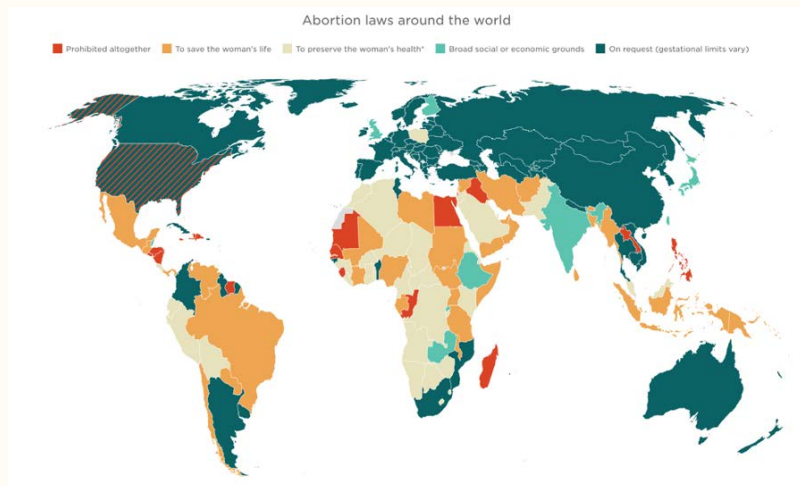 Abortion laws around the world
Prohibited altogether To save the woman's life To preserve the woman's health* Broad social or economic grounds On request (gestational limits vary)